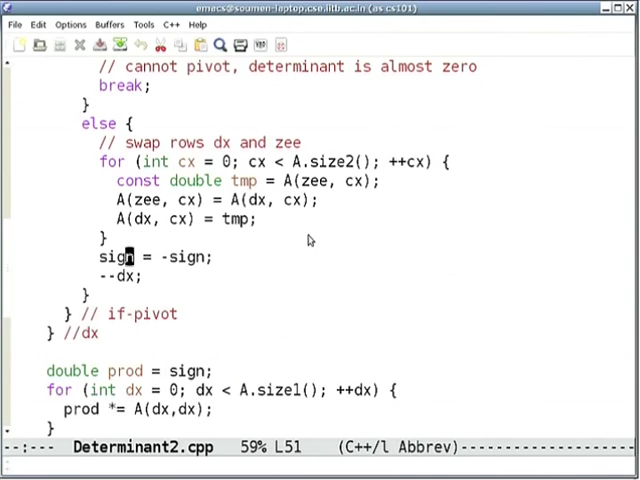 emacs@soumen-laptop.cse.iitb.ac.in (as cs101)
File Edit Options Buffers Tools C++ Help
// cannot pivot, determinant is almost zero
break;
}
else {
// swap rows dx and zee
for (int cx = 0; cx < A.size2(); ++cx) {
const double tmp = A(zee, cx);
A(zee, cx) = A(dx, cx);
A(dx, cx) = tmp;
}
sign = -sign;
--dx;
}
} // if-pivot
} //dx
double prod = sign;
for (int dx = 0; dx < A.size1(); ++dx) {
prod *= A(dx,dx);
}
--:--- Determinant2.cpp 59% L51 (C++/l Abbrev)--------------------